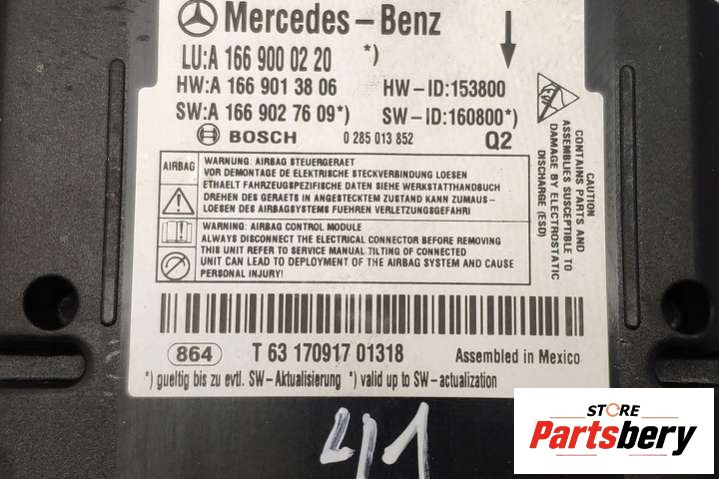 Mercedes-Benz
LU:A 166 900 02 20 *)
HW:A 166 901 38 06 HW-ID:153800
SW:A 166 902 76 09*) SW-ID:160800*)
BOSCH 0 285 013 852 Q2
AIRBAG
WARNUNG: AIRBAG STEUERGERAET
VOR DEMONTAGE DE ELEKTRISCHE STECKVERBINDUNG LOESEN
ETHAELT FAHRZEUGSPEZIFISCHE DATEN SIEHE WERKSTATTHANDBUCH
DREHEN DES GERAETS IN ANGESTECKTEM ZUSTAND KANN ZUMAUS-
LOESEN DES AIRBAGSYSTEMS FUEHREN VERLETZUNGSGEFAHR!
WARNING: AIRBAG CONTROL MODULE
ALWAYS DISCONNECT THE ELECTRICAL CONNECTOR BEFORE REMOVING
THIS UNIT REFER TO SERVICE MANUAL TILTING OF CONNECTED
UNIT CAN LEAD TO DEPLOYMENT OF THE AIRBAG SYSTEM AND CAUSE
PERSONAL INJURY!
CAUTION
CONTAINS PARTS AND
ASSEMBLIES SUSCEPTIBLE TO
DAMAGE BY ELECTROSTATIC
DISCHARGE (ESD)
864 T 63 170917 01318 Assembled in Mexico
*) gueltig bis zu evtl. SW-Aktualisierung *) valid up to SW-actualization
411
STORE
Partsbery